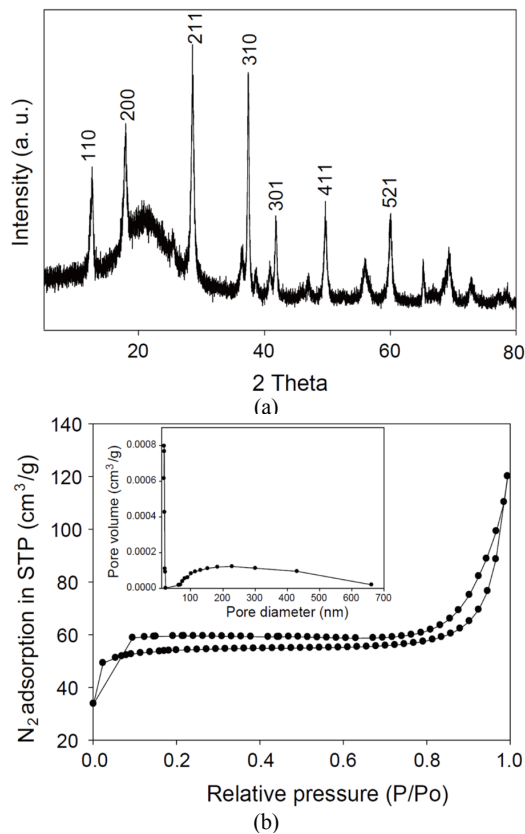 Intensity (a. u.)
110
200
211
310
301
411
521
20
40
60
80
2 Theta
(a)
N₂ adsorption in STP (cm³/g)
140
120
100
80
60
40
20
Pore volume (cm³/g)
0.0008
0.0006
0.0004
0.0002
0.0000
100 200 300 400 500 600 700
Pore diameter (nm)
0.0 0.2 0.4 0.6 0.8 1.0
Relative pressure (P/Po)
(b)